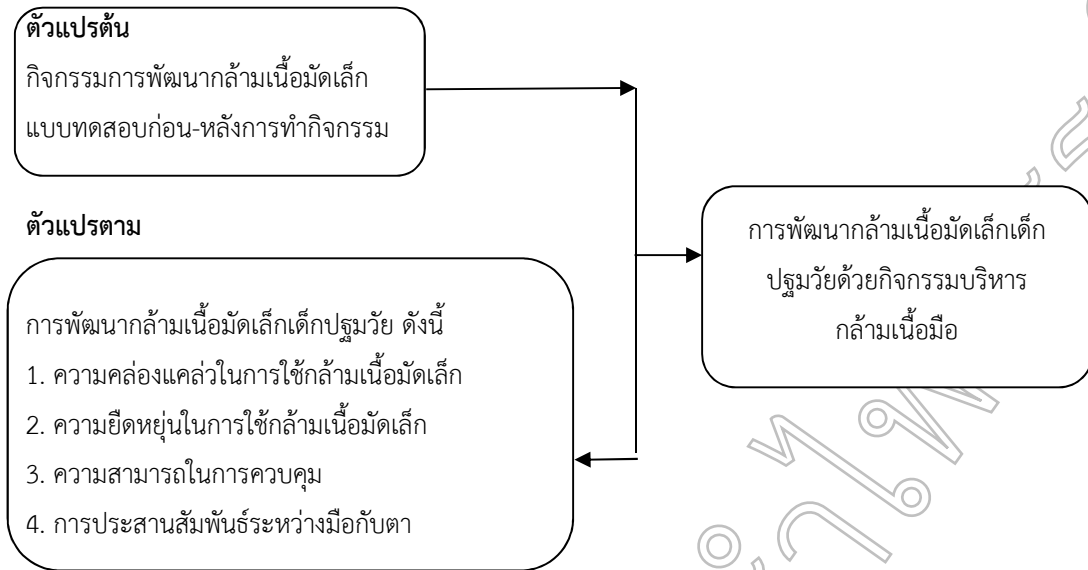 ตัวแปรต้น
กิจกรรมการพัฒนากล้ามเนื้อมัดเล็ก
แบบทดสอบก่อน-หลังการทำกิจกรรม
ตัวแปรตาม
การพัฒนากล้ามเนื้อมัดเล็กเด็กปฐมวัย ดังนี้
1. ความคล่องแคล่วในการใช้กล้ามเนื้อมัดเล็ก
2. ความยืดหยุ่นในการใช้กล้ามเนื้อมัดเล็ก
3. ความสามารถในการควบคุม
4. การประสานสัมพันธ์ระหว่างมือกับตา
การพัฒนากล้ามเนื้อมัดเล็กเด็ก
ปฐมวัยด้วยกิจกรรมบริหาร
กล้ามเนื้อมือ